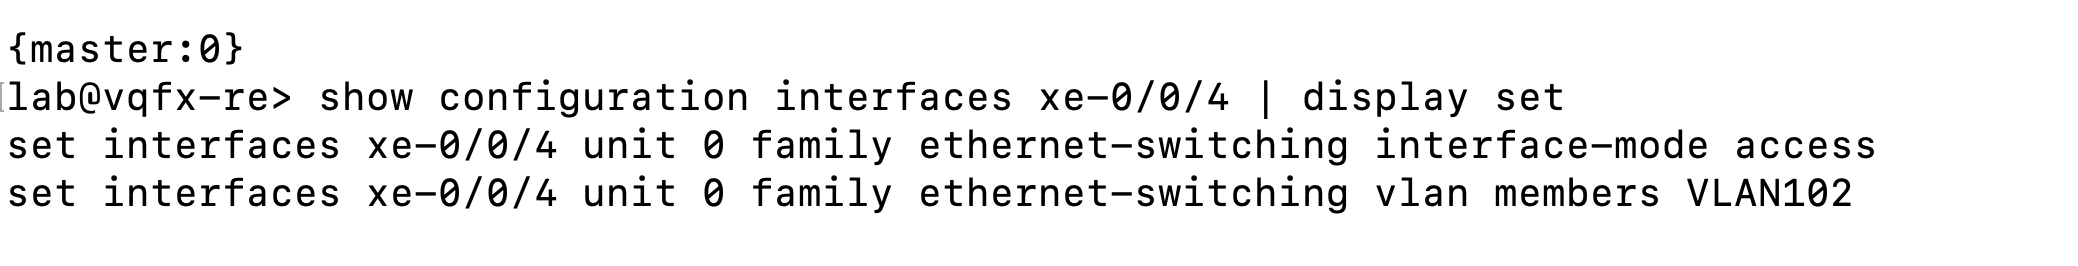 {master:0}
lab@vqfx-re> show configuration interfaces xe-0/0/4 | display set
set interfaces xe-0/0/4 unit 0 family ethernet-switching interface-mode access
set interfaces xe-0/0/4 unit 0 family ethernet-switching vlan members VLAN102